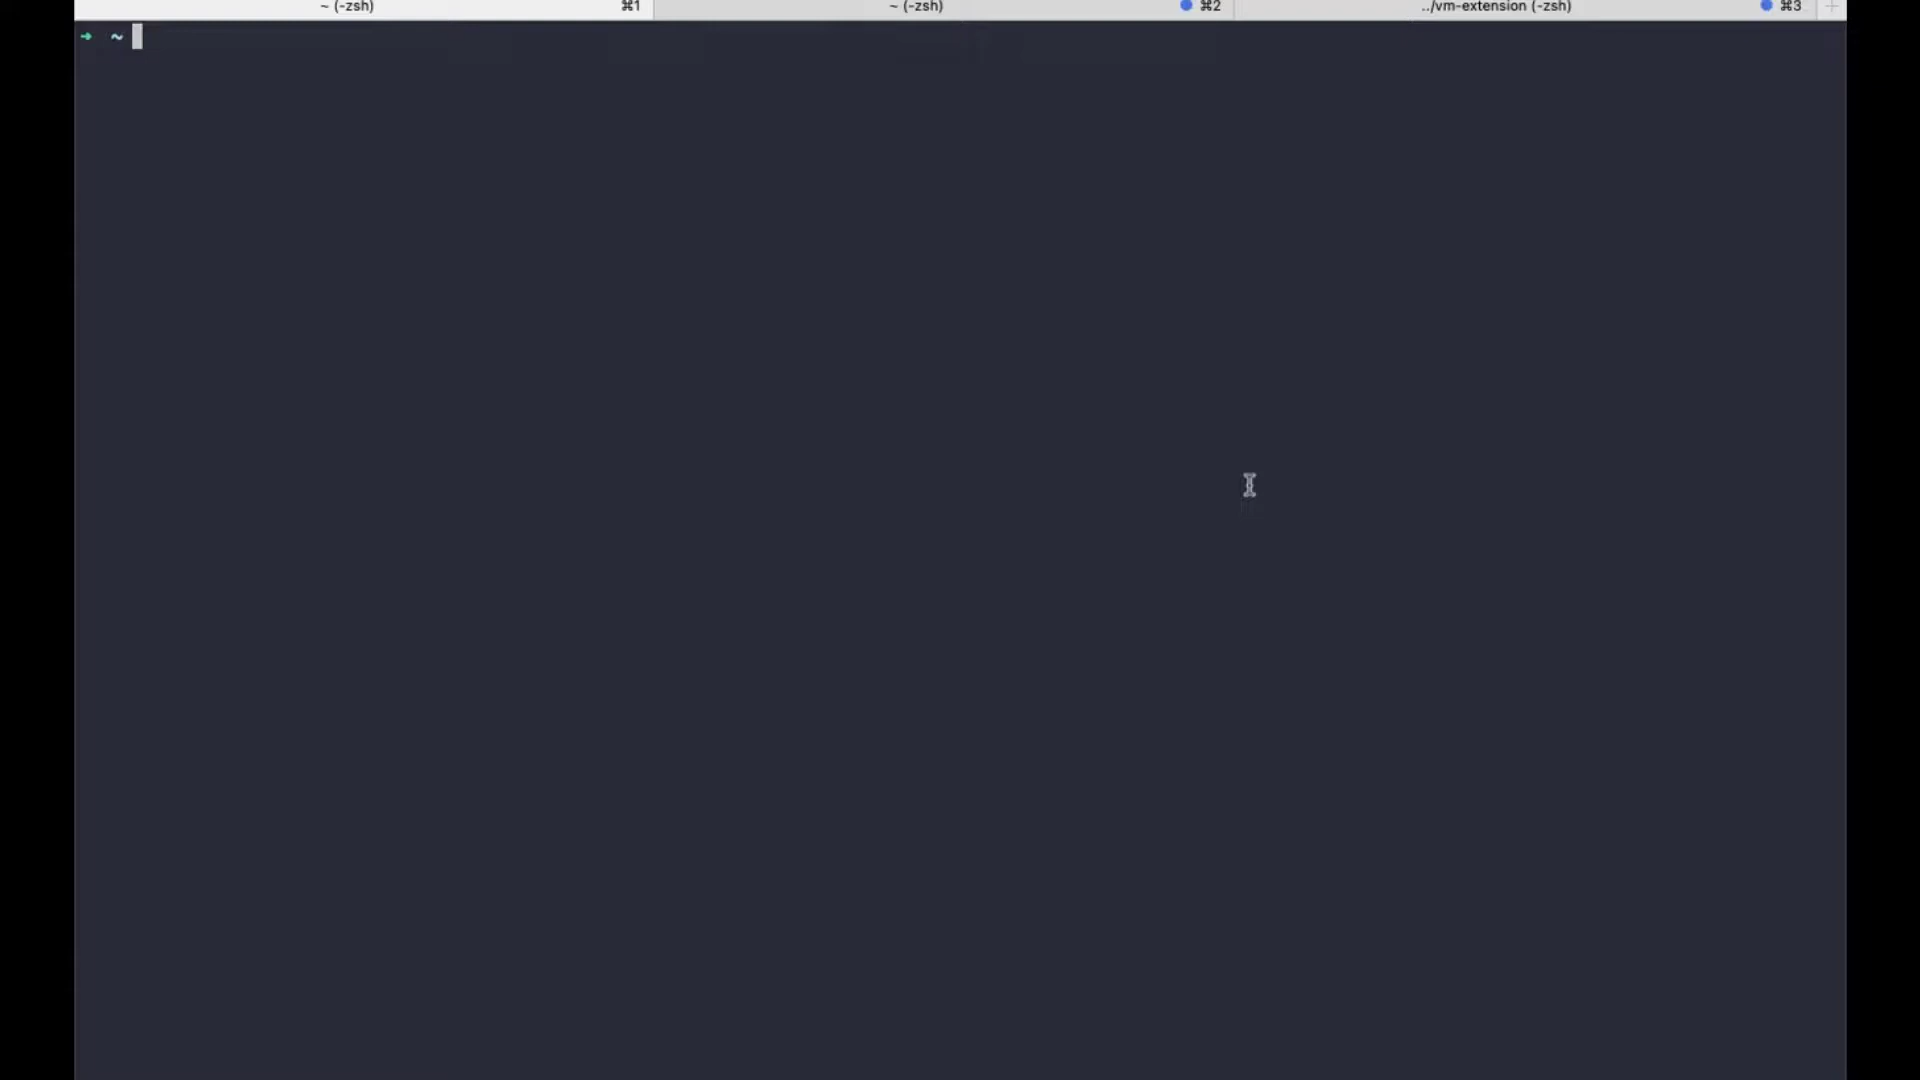 ~ (-zsh) ⌘1 ~ (-zsh) ⌘2 ../vm-extension (-zsh) ⌘3 +
➜ ~